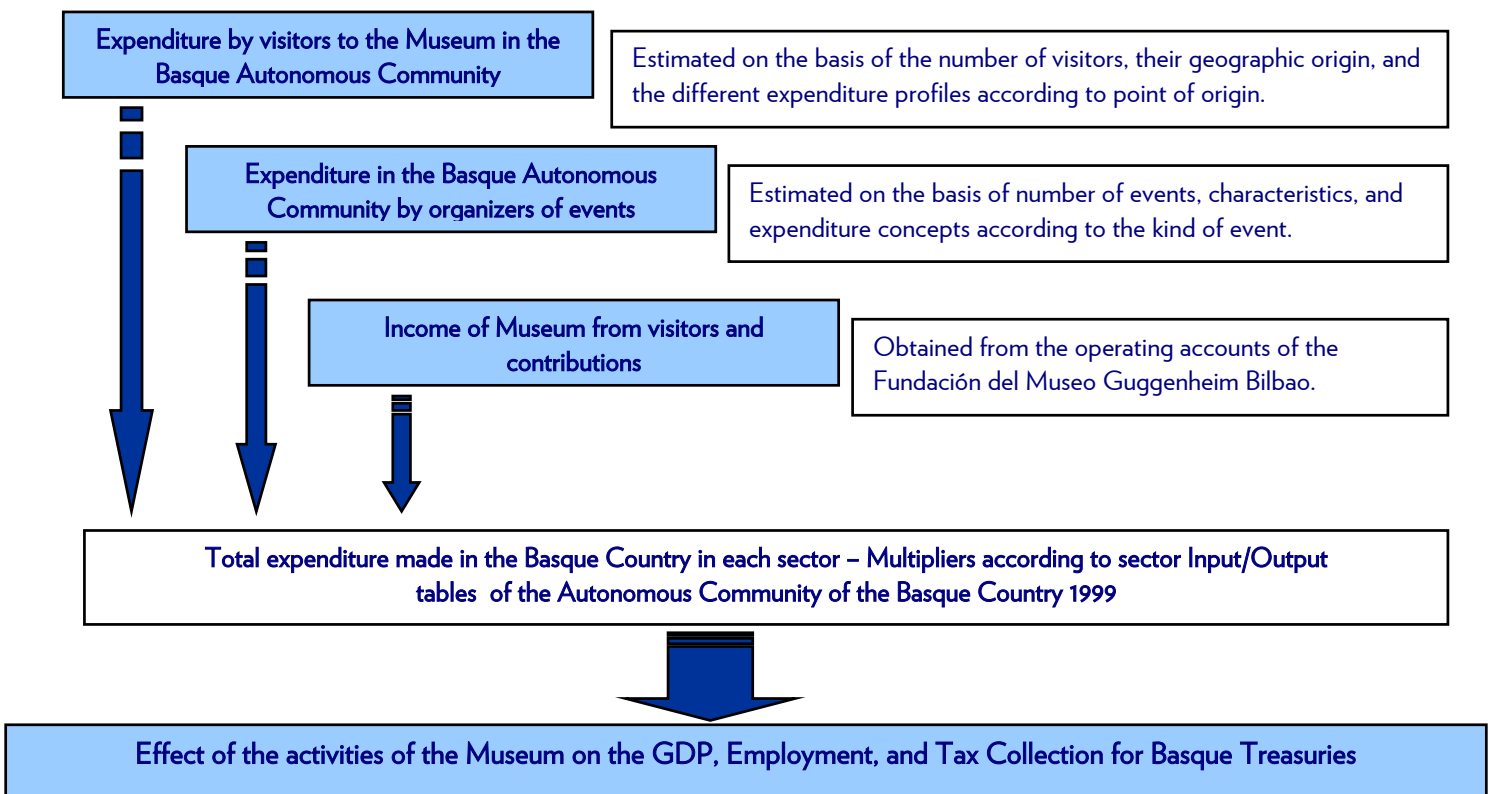 Expenditure by visitors to the Museum in the
Basque Autonomous Community
Estimated on the basis of the number of visitors, their geographic origin, and
the different expenditure profiles according to point of origin.
Expenditure in the Basque Autonomous
Community by organizers of events
Estimated on the basis of number of events, characteristics, and
expenditure concepts according to the kind of event.
Income of Museum from visitors and
contributions
Obtained from the operating accounts of the
Fundación del Museo Guggenheim Bilbao.
Total expenditure made in the Basque Country in each sector – Multipliers according to sector Input/Output
tables of the Autonomous Community of the Basque Country 1999
Effect of the activities of the Museum on the GDP, Employment, and Tax Collection for Basque Treasuries